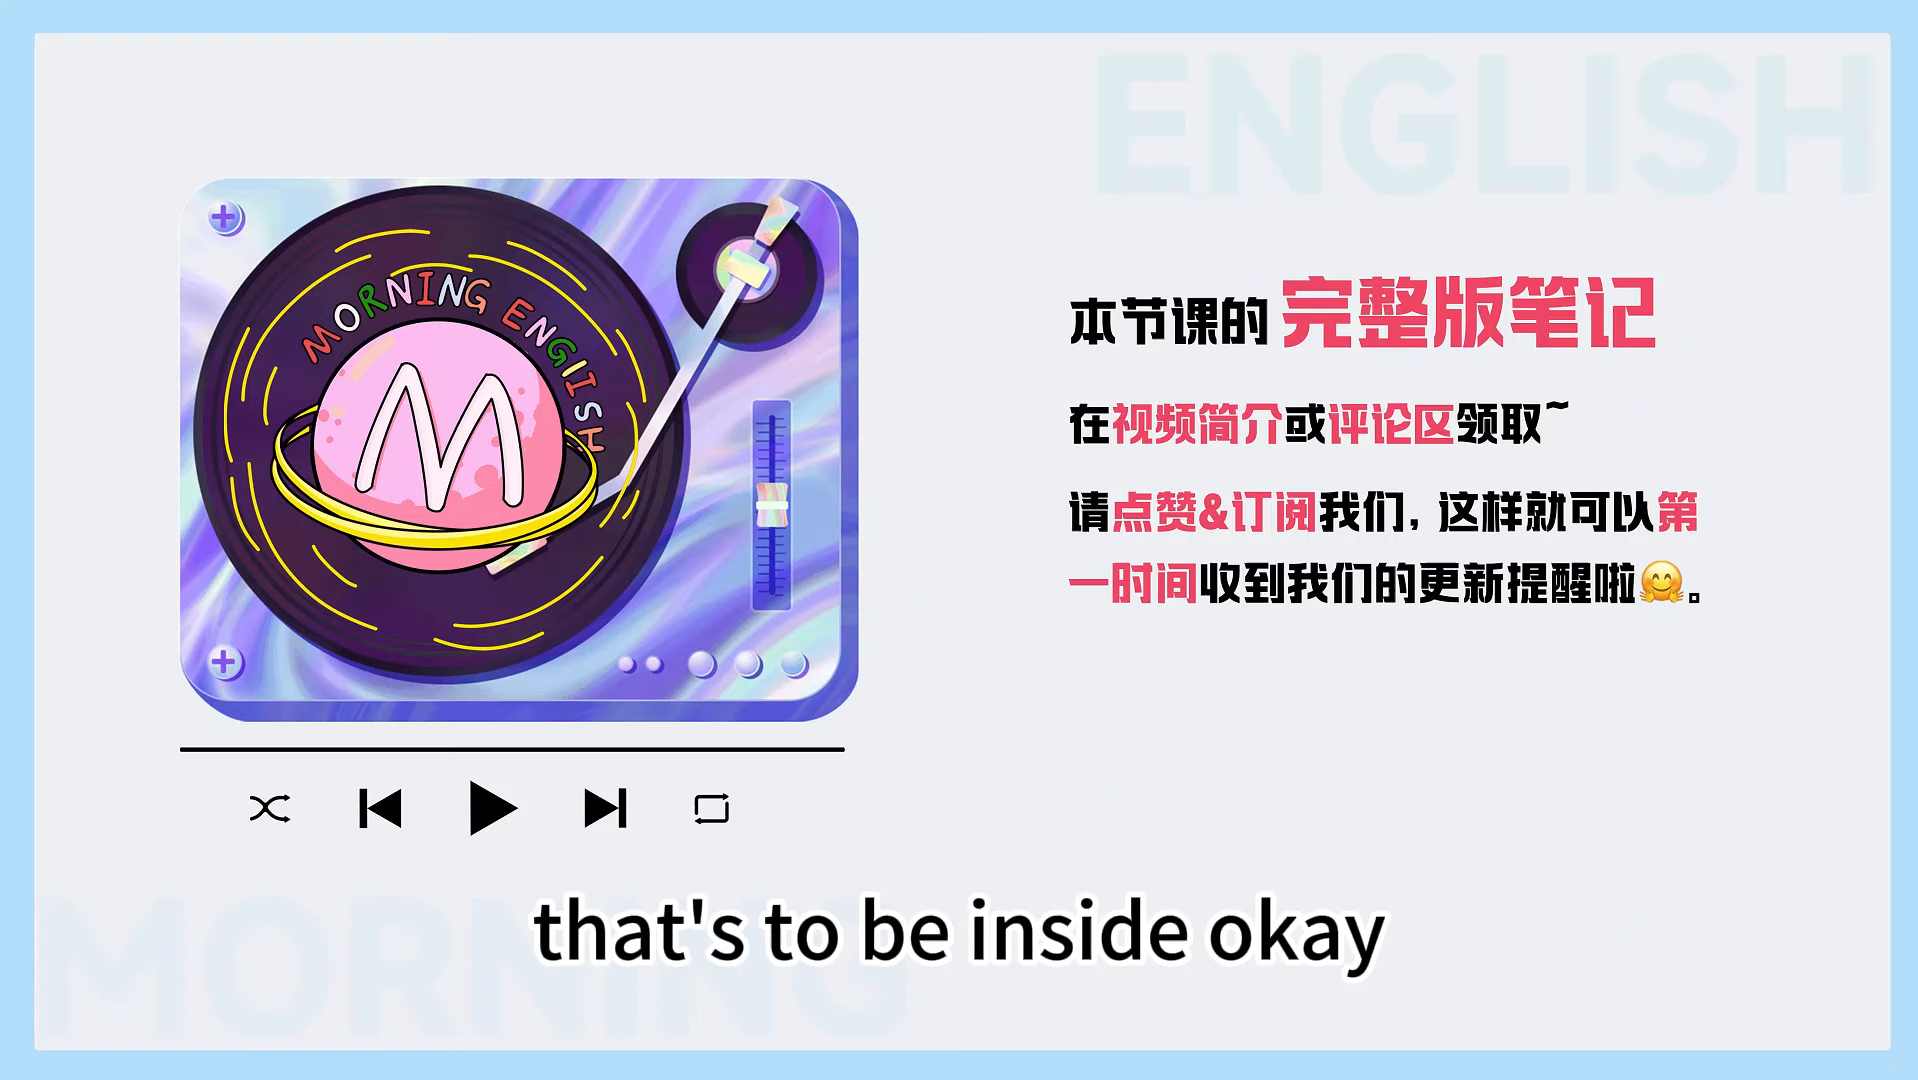 ENGLISH
MORNING ENGlISH
M
本节课的 完整版笔记
在视频简介或评论区领取~
请点赞&订阅我们, 这样就可以第
一时间收到我们的更新提醒啦🤗。
MORNING
that's to be inside okay